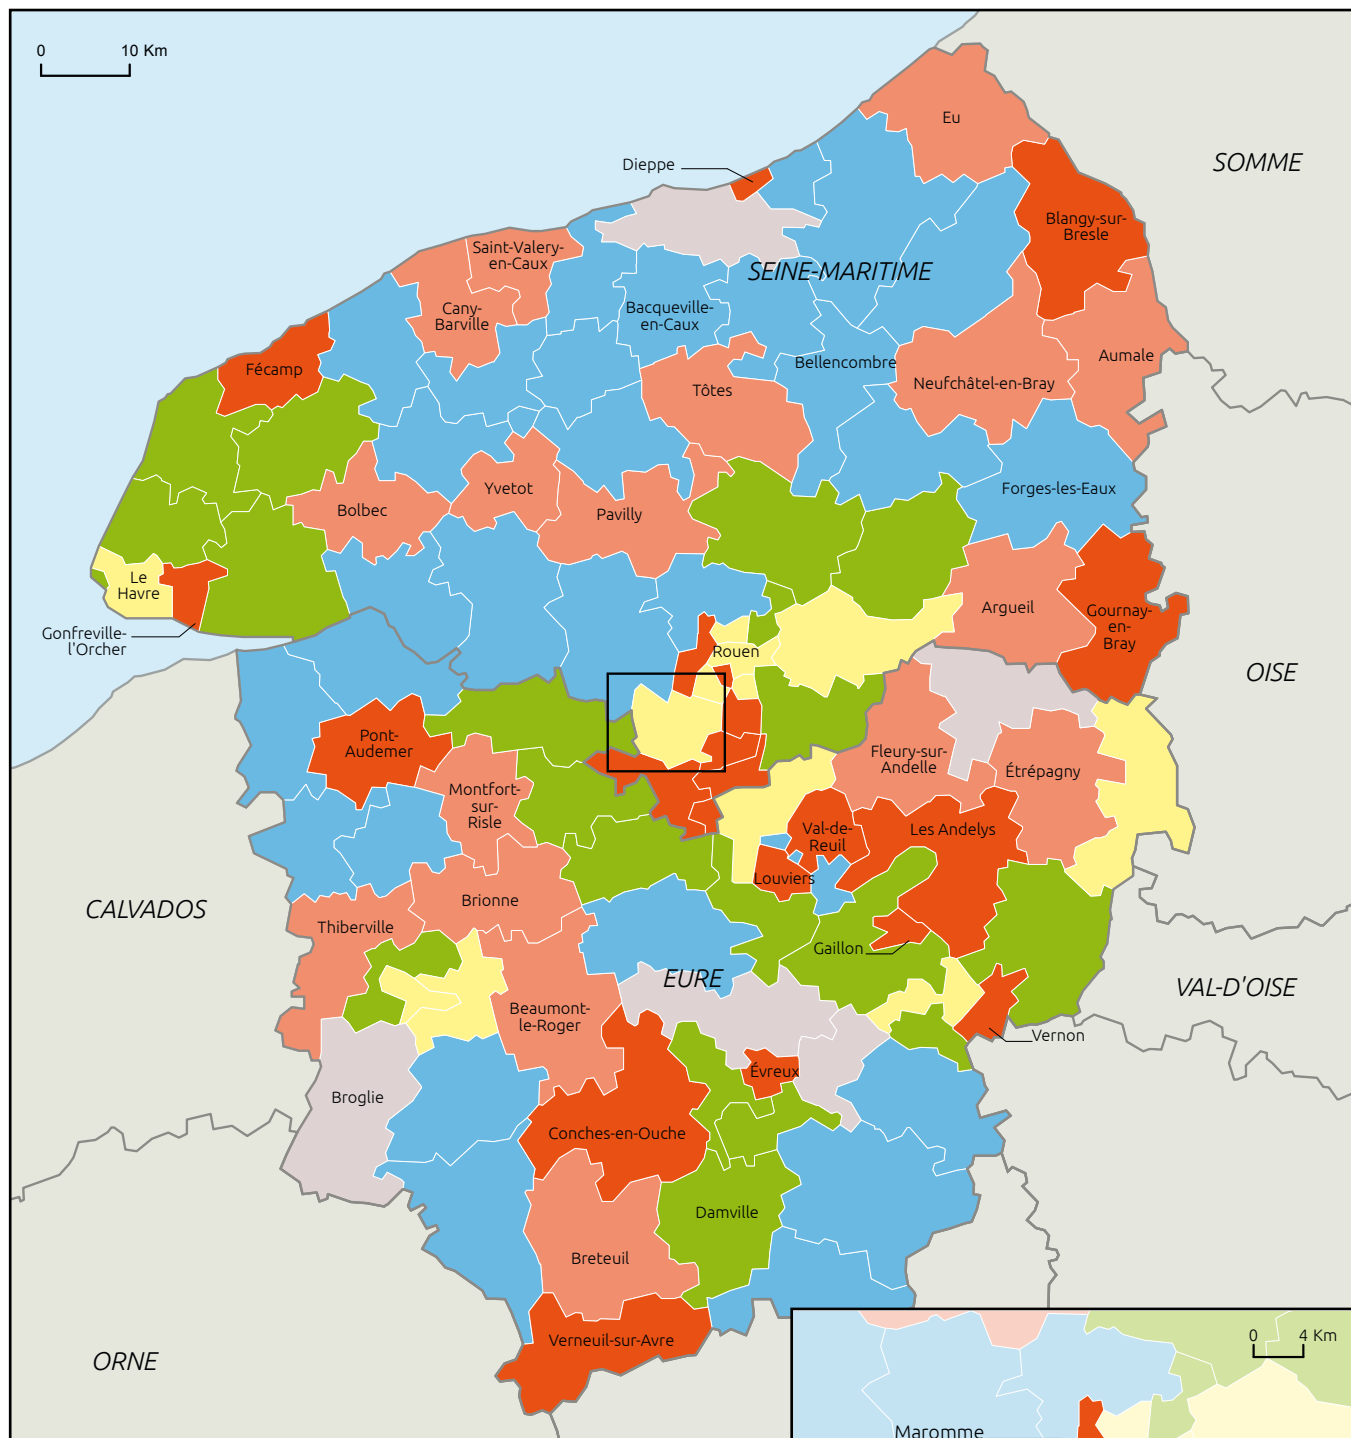 0 10 Km
Eu
SOMME
Dieppe
Blangy-sur-
Bresle
Saint-Valery-
en-Caux
SEINE-MARITIME
Cany-
Barville
Bacqueville-
en-Caux
Aumale
Bellencombre
Fécamp
Neufchâtel-en-Bray
Tôtes
Yvetot
Forges-les-Eaux
Bolbec
Pavilly
Le
Havre
Argueil
Gournay-
en-
Bray
Gonfreville-
l'Orcher
Rouen
OISE
Pont-
Audemer
Fleury-sur-
Andelle
Étrépagny
Montfort-
sur-
Risle
Val-de-
Reuil
Les Andelys
Louviers
Brionne
CALVADOS
Thiberville
Gaillon
EURE
VAL-D'OISE
Beaumont-
le-Roger
Vernon
Évreux
Broglie
Conches-en-Ouche
Damville
Breteuil
Verneuil-sur-Avre
ORNE
0 4 Km
Maromme